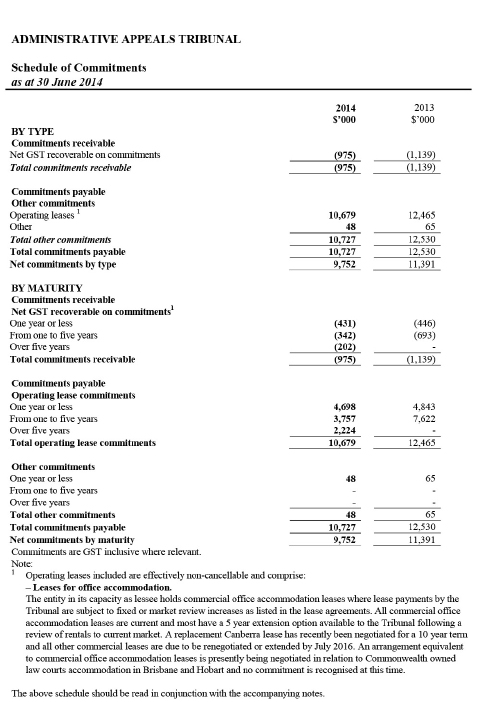 ADMINISTRATIVE APPEALS TRIBUNAL
Schedule of Commitments
as at 30 June 2014
2014 2013
$'000 $'000
BY TYPE
Commitments receivable
Net GST recoverable on commitments (975) (1,139)
Total commitments receivable (975) (1,139)
Commitments payable
Other commitments
Operating leases 1 10,679 12,465
Other 48 65
Total other commitments 10,727 12,530
Total commitments payable 10,727 12,530
Net commitments by type 9,752 11,391
BY MATURITY
Commitments receivable
Net GST recoverable on commitments1
One year or less (431) (446)
From one to five years (342) (693)
Over five years (202) -
Total commitments receivable (975) (1,139)
Commitments payable
Operating lease commitments
One year or less 4,698 4,843
From one to five years 3,757 7,622
Over five years 2,224 -
Total operating lease commitments 10,679 12,465
Other commitments
One year or less 48 65
From one to five years - -
Over five years - -
Total other commitments 48 65
Total commitments payable 10,727 12,530
Net commitments by maturity 9,752 11,391
Commitments are GST inclusive where relevant.
Note:
1 Operating leases included are effectively non-cancellable and comprise:
– Leases for office accommodation.
The entity in its capacity as lessee holds commercial office accommodation leases where lease payments by the
Tribunal are subject to fixed or market review increases as listed in the lease agreements. All commercial office
accommodation leases are current and most have a 5 year extension option available to the Tribunal following a
review of rentals to current market. A replacement Canberra lease has recently been negotiated for a 10 year term
and all other commercial leases are due to be renegotiated or extended by July 2016. An arrangement equivalent
to commercial office accommodation leases is presently being negotiated in relation to Commonwealth owned
law courts accommodation in Brisbane and Hobart and no commitment is recognised at this time.
The above schedule should be read in conjunction with the accompanying notes.